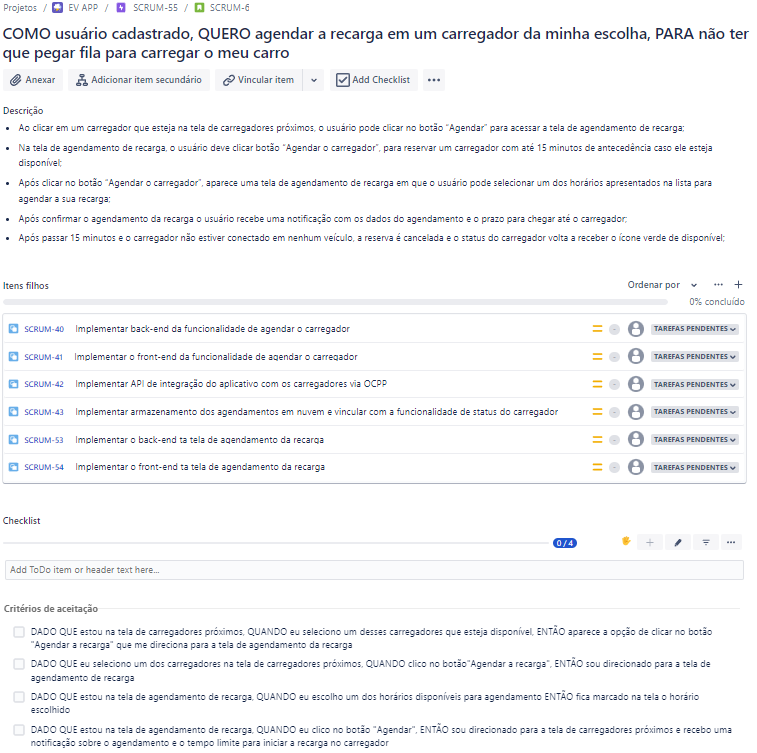 Projetos / EV APP / SCRUM-55 / SCRUM-6
COMO usuário cadastrado, QUERO agendar a recarga em um carregador da minha escolha, PARA não ter
que pegar fila para carregar o meu carro
Anexar Adicionar item secundário Vincular item Add Checklist
Descrição
• Ao clicar em um carregador que esteja na tela de carregadores próximos, o usuário pode clicar no botão "Agendar" para acessar a tela de agendamento de recarga;
• Na tela de agendamento de recarga, o usuário deve clicar botão "Agendar o carregador", para reservar um carregador com até 15 minutos de antecedência caso ele esteja
disponível;
• Após clicar no botão "Agendar o carregador", aparece uma tela de agendamento de recarga em que o usuário pode selecionar um dos horários apresentados na lista para
agendar a sua recarga;
• Após confirmar o agendamento da recarga o usuário recebe uma notificação com os dados do agendamento e o prazo para chegar até o carregador;
• Após passar 15 minutos e o carregador não estiver conectado em nenhum veículo, a reserva é cancelada e o status do carregador volta a receber o ícone verde de disponível;
Itens filhos Ordenar por
0% concluído
SCRUM-40 Implementar back-end da funcionalidade de agendar o carregador TAREFAS PENDENTES
SCRUM-41 Implementar o front-end da funcionalidade de agendar o carregador TAREFAS PENDENTES
SCRUM-42 Implementar API de integração do aplicativo com os carregadores via OCPP TAREFAS PENDENTES
SCRUM-43 Implementar armazenamento dos agendamentos em nuvem e vincular com a funcionalidade de status do carregador TAREFAS PENDENTES
SCRUM-53 Implementar o back-end ta tela de agendamento da recarga TAREFAS PENDENTES
SCRUM-54 Implementar o front-end ta tela de agendamento da recarga TAREFAS PENDENTES
Checklist
0 / 4
Add ToDo item or header text here...
Critérios de aceitação
DADO QUE estou na tela de carregadores próximos, QUANDO eu seleciono um desses carregadores que esteja disponível, ENTÃO aparece a opção de clicar no botão
"Agendar a recarga" que me direciona para a tela de agendamento da recarga
DADO QUE eu seleciono um dos carregadores na tela de carregadores próximos, QUANDO clico no botão"Agendar a recarga", ENTÃO sou direcionado para a tela de
agendamento de recarga
DADO QUE estou na tela de agendamento de recarga, QUANDO eu escolho um dos horários disponíveis para agendamento ENTÃO fica marcado na tela o horário
escolhido
DADO QUE estou na tela de agendamento de recarga, QUANDO eu clico no botão "Agendar", ENTÃO sou direcionado para a tela de carregadores próximos e recebo uma
notificação sobre o agendamento e o tempo limite para iniciar a recarga no carregador